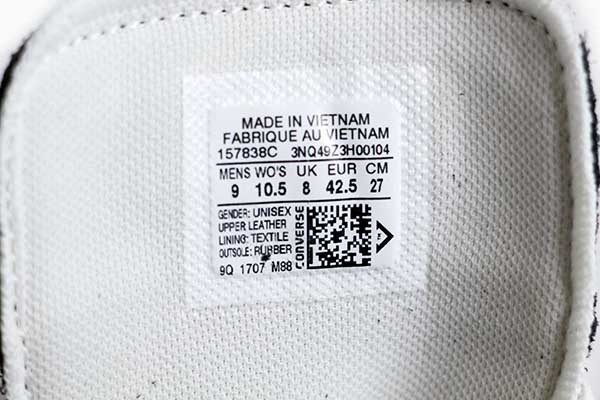 MADE IN VIETNAM
FABRIQUE AU VIETNAM
157838C 3NQ49Z3H00104
MENS WO'S UK EUR CM
9 10.5 8 42.5 27
GENDER: UNISEX
UPPER LEATHER
LINING: TEXTILE
OUTSOLE: RUBBER
CONVERSE
9Q 1707 M88